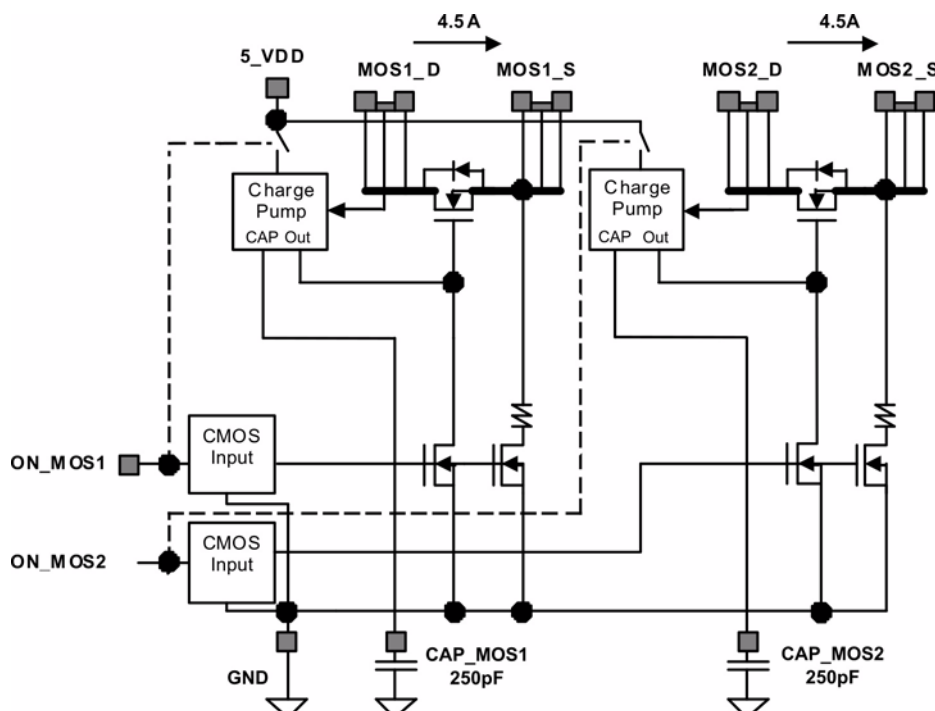 4.5A
4.5A
5_VDD
MOS1_D
MOS1_S
MOS2_D
MOS2_S
Charge
Pump
CAP Out
Charge
Pump
CAP Out
ON_MOS1
CMOS
Input
ON_MOS2
CMOS
Input
GND
CAP_MOS1
250pF
CAP_MOS2
250pF